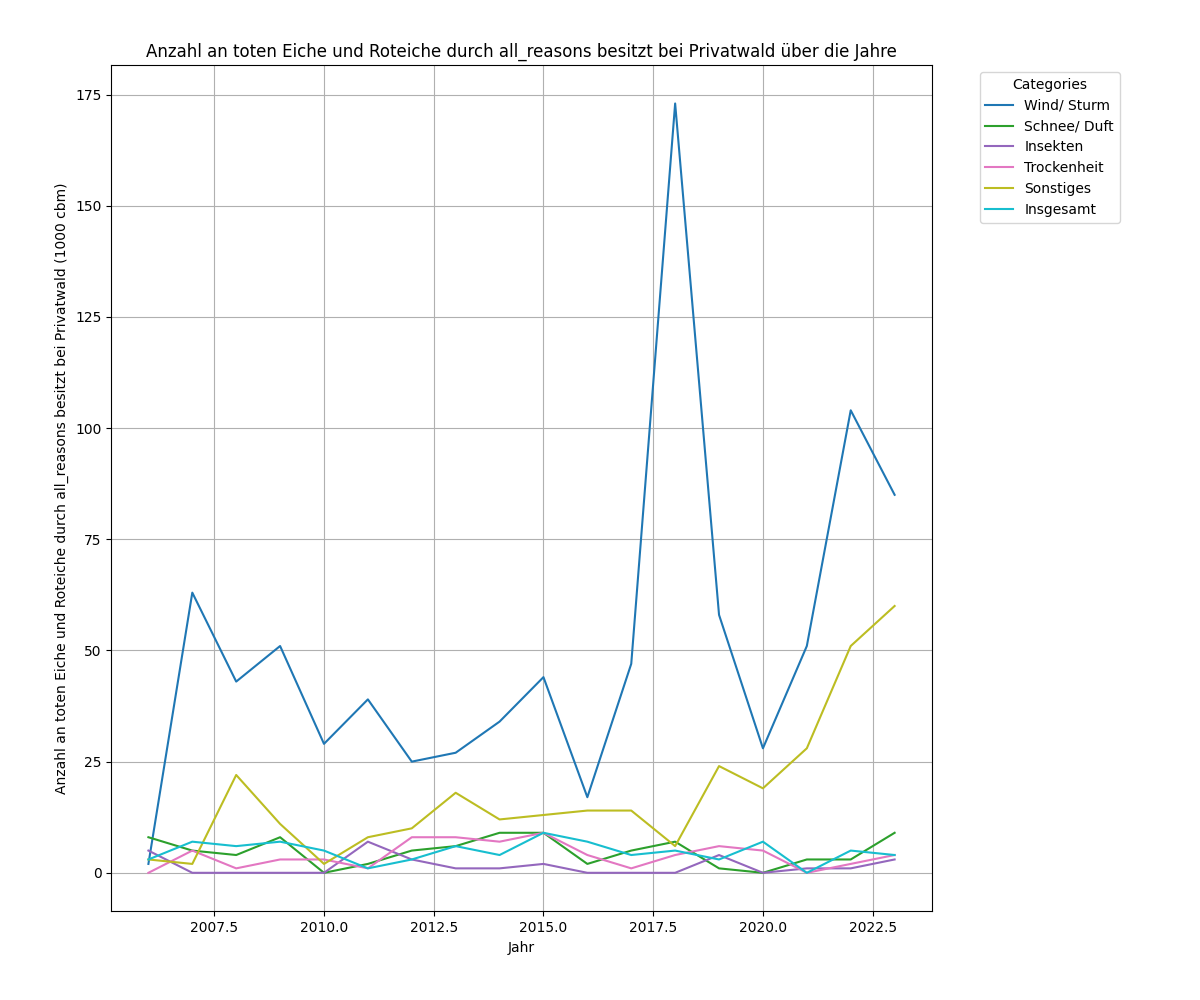 Anzahl an toten Eiche und Roteiche durch all_reasons besitzt bei Privatwald über die Jahre
Categories
Wind/ Sturm
Schnee/ Duft
Insekten
Trockenheit
Sonstiges
Insgesamt
Anzahl an toten Eiche und Roteiche durch all_reasons besitzt bei Privatwald (1000 cbm)
175
150
125
100
75
50
25
0
2007.5 2010.0 2012.5 2015.0 2017.5 2020.0 2022.5
Jahr